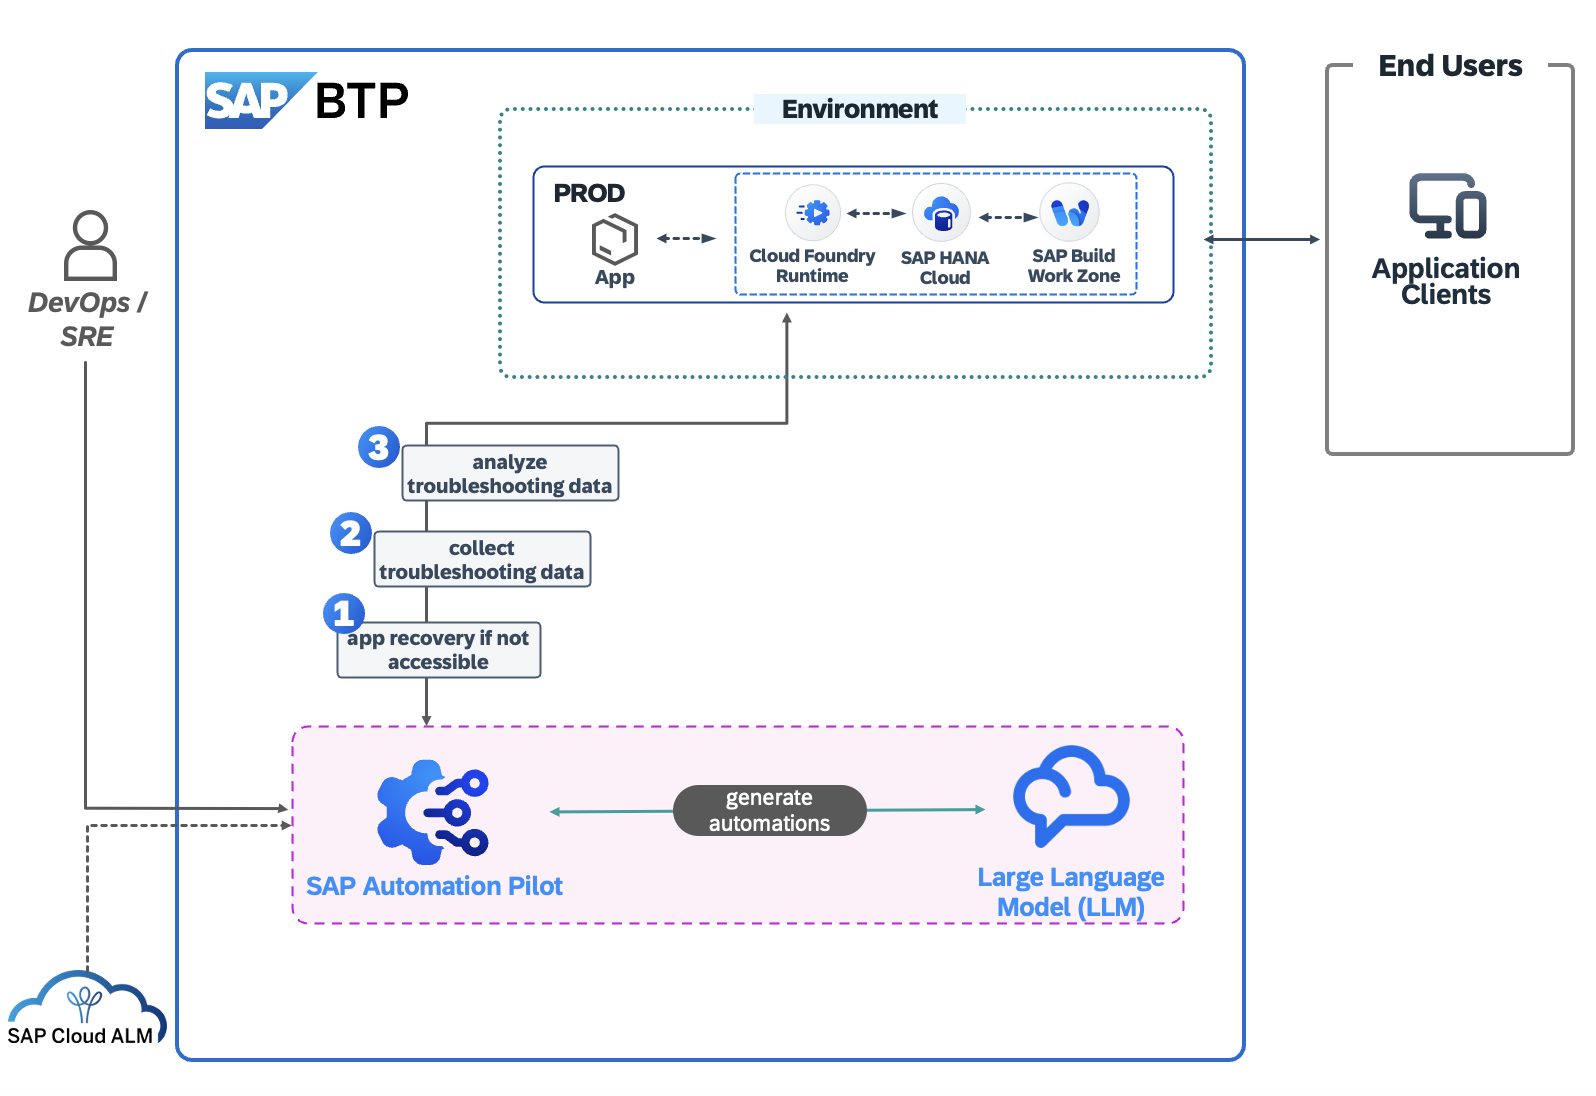 SAP BTP
Environment
End Users
PROD
App
Cloud Foundry
Runtime
SAP HANA
Cloud
SAP Build
Work Zone
Application
Clients
DevOps /
SRE
3
analyze
troubleshooting data
2
collect
troubleshooting data
1
app recovery if not
accessible
generate
automations
SAP Automation Pilot
Large Language
Model (LLM)
SAP Cloud ALM